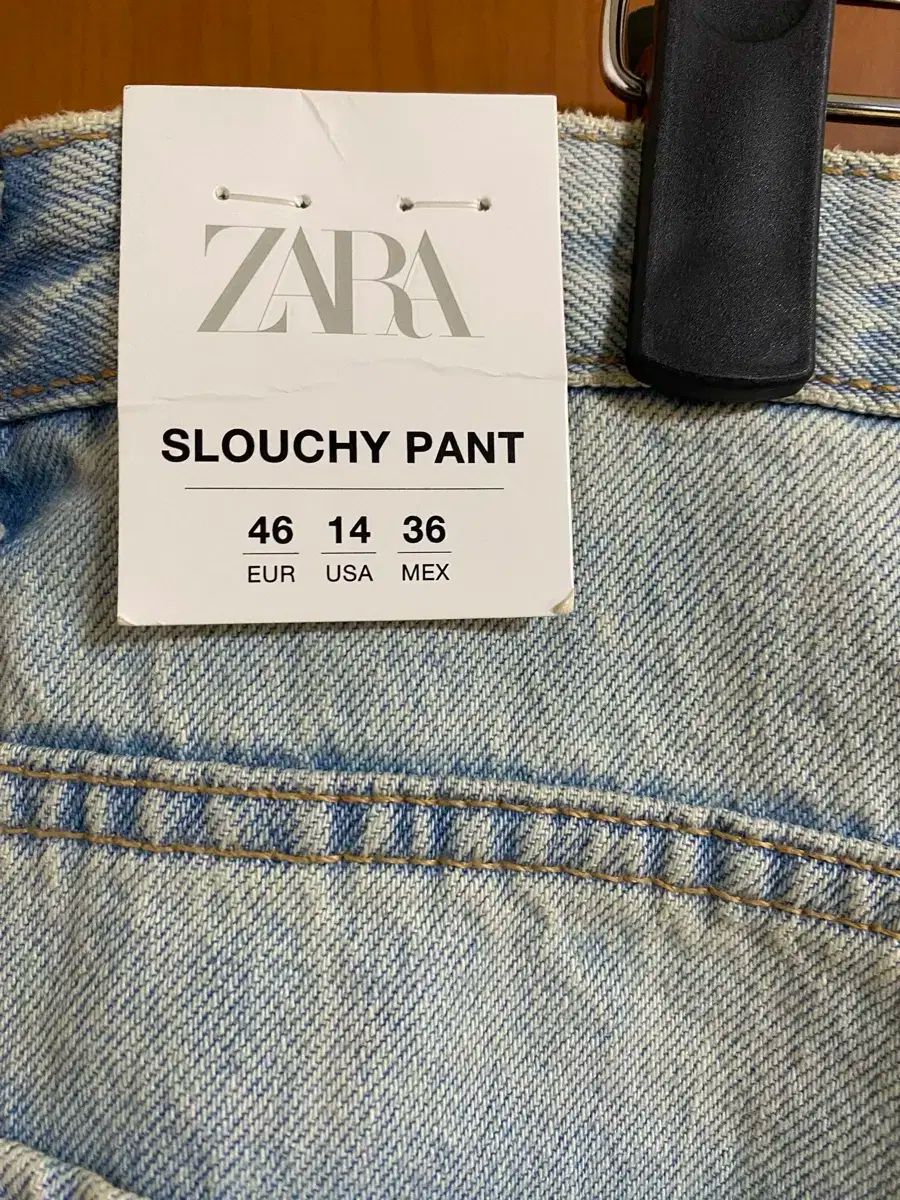 ZARA
SLOUCHY PANT
46 14 36
EUR USA MEX